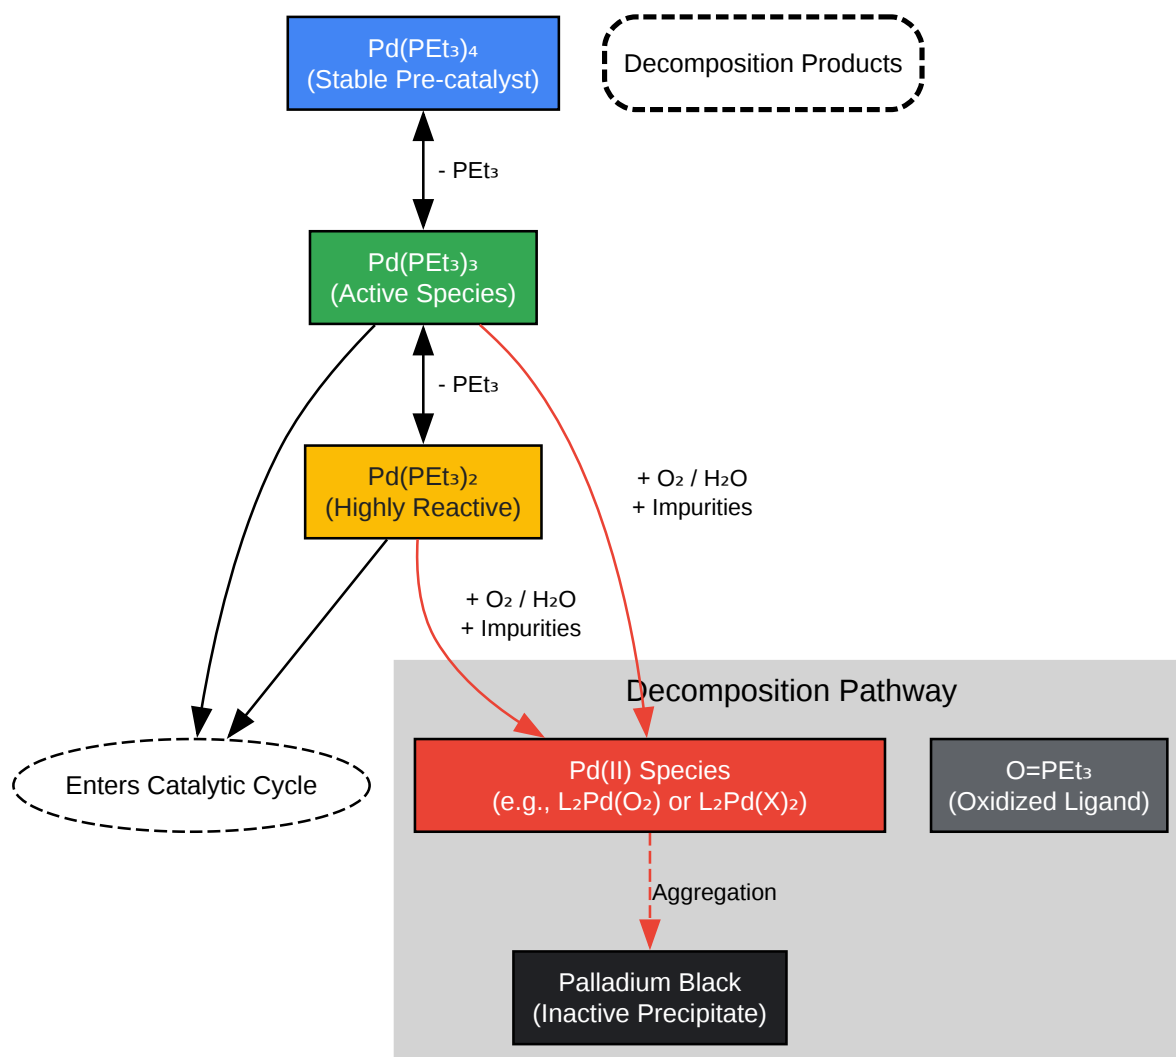 Pd(PEt₃)₄
(Stable Pre-catalyst)
Decomposition Products
- PEt₃
Pd(PEt₃)₃
(Active Species)
- PEt₃
Pd(PEt₃)₂
(Highly Reactive)
+ O₂ / H₂O
+ Impurities
+ O₂ / H₂O
+ Impurities
Decomposition Pathway
Enters Catalytic Cycle
Pd(II) Species
(e.g., L₂Pd(O₂) or L₂Pd(X)₂)
O=PEt₃
(Oxidized Ligand)
Aggregation
Palladium Black
(Inactive Precipitate)